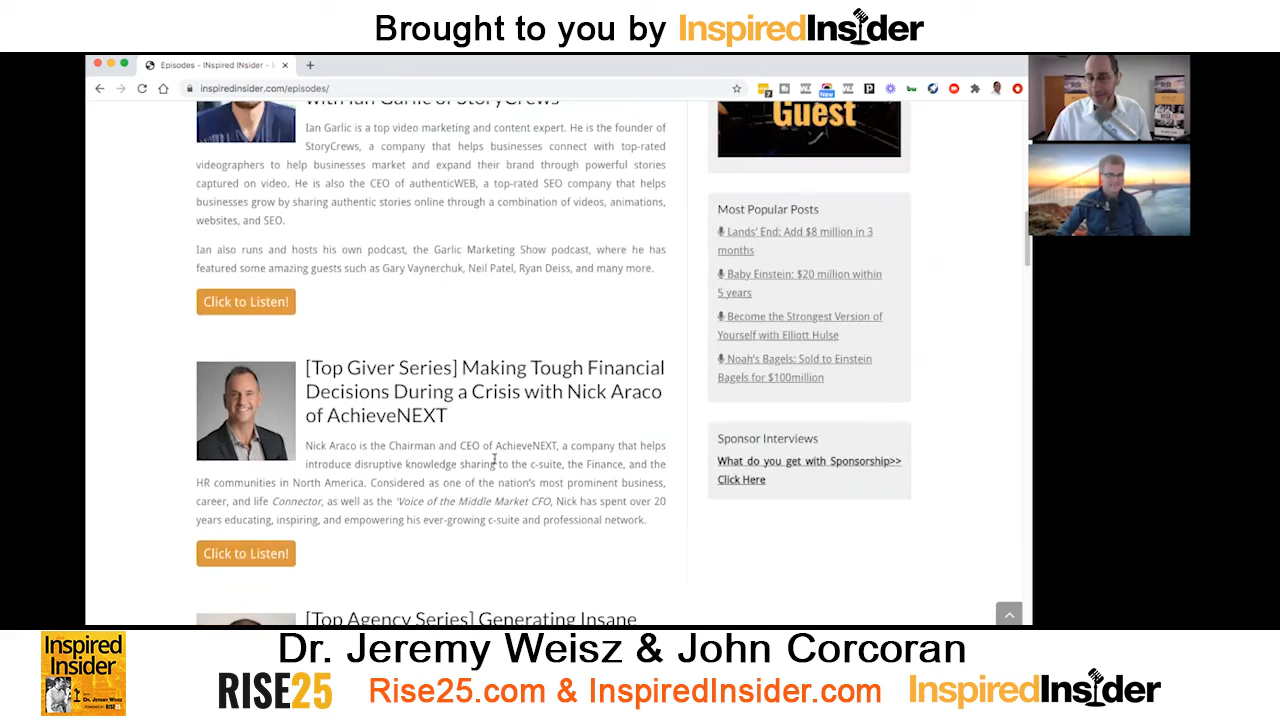 Brought to you by InspiredInsider
Episodes - INspired INsider - I
inspiredinsider.com/episodes/
with Ian Garlic of StoryCrews
Ian Garlic is a top video marketing and content expert. He is the founder of
StoryCrews, a company that helps businesses connect with top-rated
videographers to help businesses market and expand their brand through powerful stories
captured on video. He is also the CEO of authenticWEB, a top-rated SEO company that helps
businesses grow by sharing authentic stories online through a combination of videos, animations,
websites, and SEO.
Ian also runs and hosts his own podcast, the Garlic Marketing Show podcast, where he has
featured some amazing guests such as Gary Vaynerchuk, Neil Patel, Ryan Deiss, and many more.
Click to Listen!
[Top Giver Series] Making Tough Financial
Decisions During a Crisis with Nick Araco
of AchieveNEXT
Nick Araco is the Chairman and CEO of AchieveNEXT, a company that helps
introduce disruptive knowledge sharing to the c-suite, the Finance, and the
HR communities in North America. Considered as one of the nation's most prominent business,
career, and life Connector, as well as the 'Voice of the Middle Market CFO, Nick has spent over 20
years educating, inspiring, and empowering his ever-growing c-suite and professional network.
Click to Listen!
[Top Agency Series] Generating Insane
Guest
Most Popular Posts
Lands' End: Add $8 million in 3
months
Baby Einstein: $20 million within
5 years
Become the Strongest Version of
Yourself with Elliott Hulse
Noah's Bagels: Sold to Einstein
Bagels for $100million
Sponsor Interviews
What do you get with Sponsorship>>
Click Here
Inspired
Insider
Dr. Jeremy Weisz & John Corcoran
RISE25
Rise25.com & InspiredInsider.com
InspiredInsider